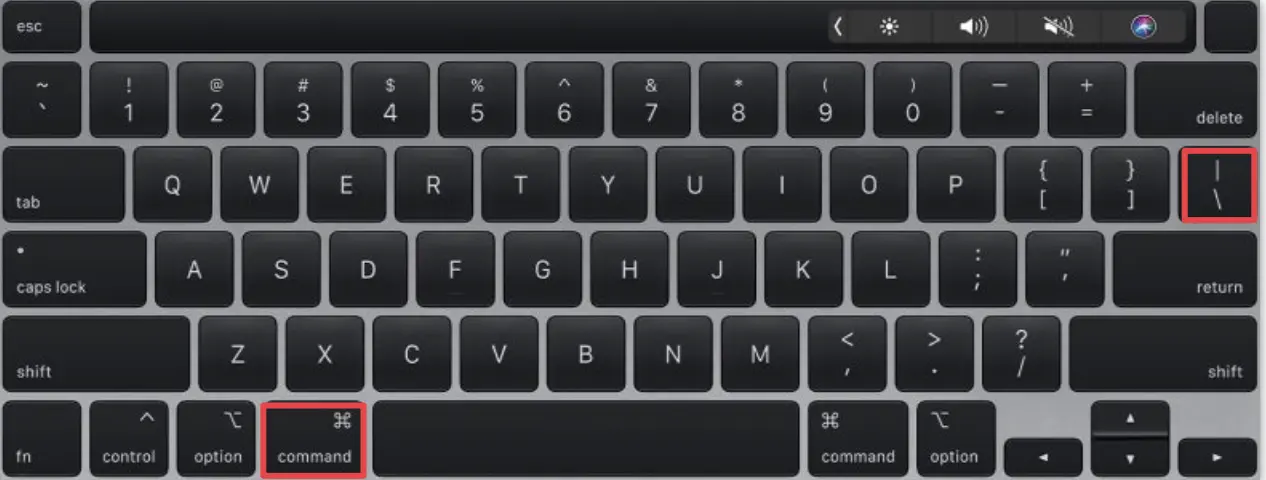 esc
~ ! @ # $ % ^ & * ( ) — +
` 1 2 3 4 5 6 7 8 9 0 - = delete
tab Q W E R T Y U I O P { [ } ] | \
caps lock A S D F G H J K L : ; " ' return
shift Z X C V B N M < , > . ? / shift
fn ^ control ⌥ option ⌘ command ⌘ command ⌥ option ◄ ▲ ▼ ►